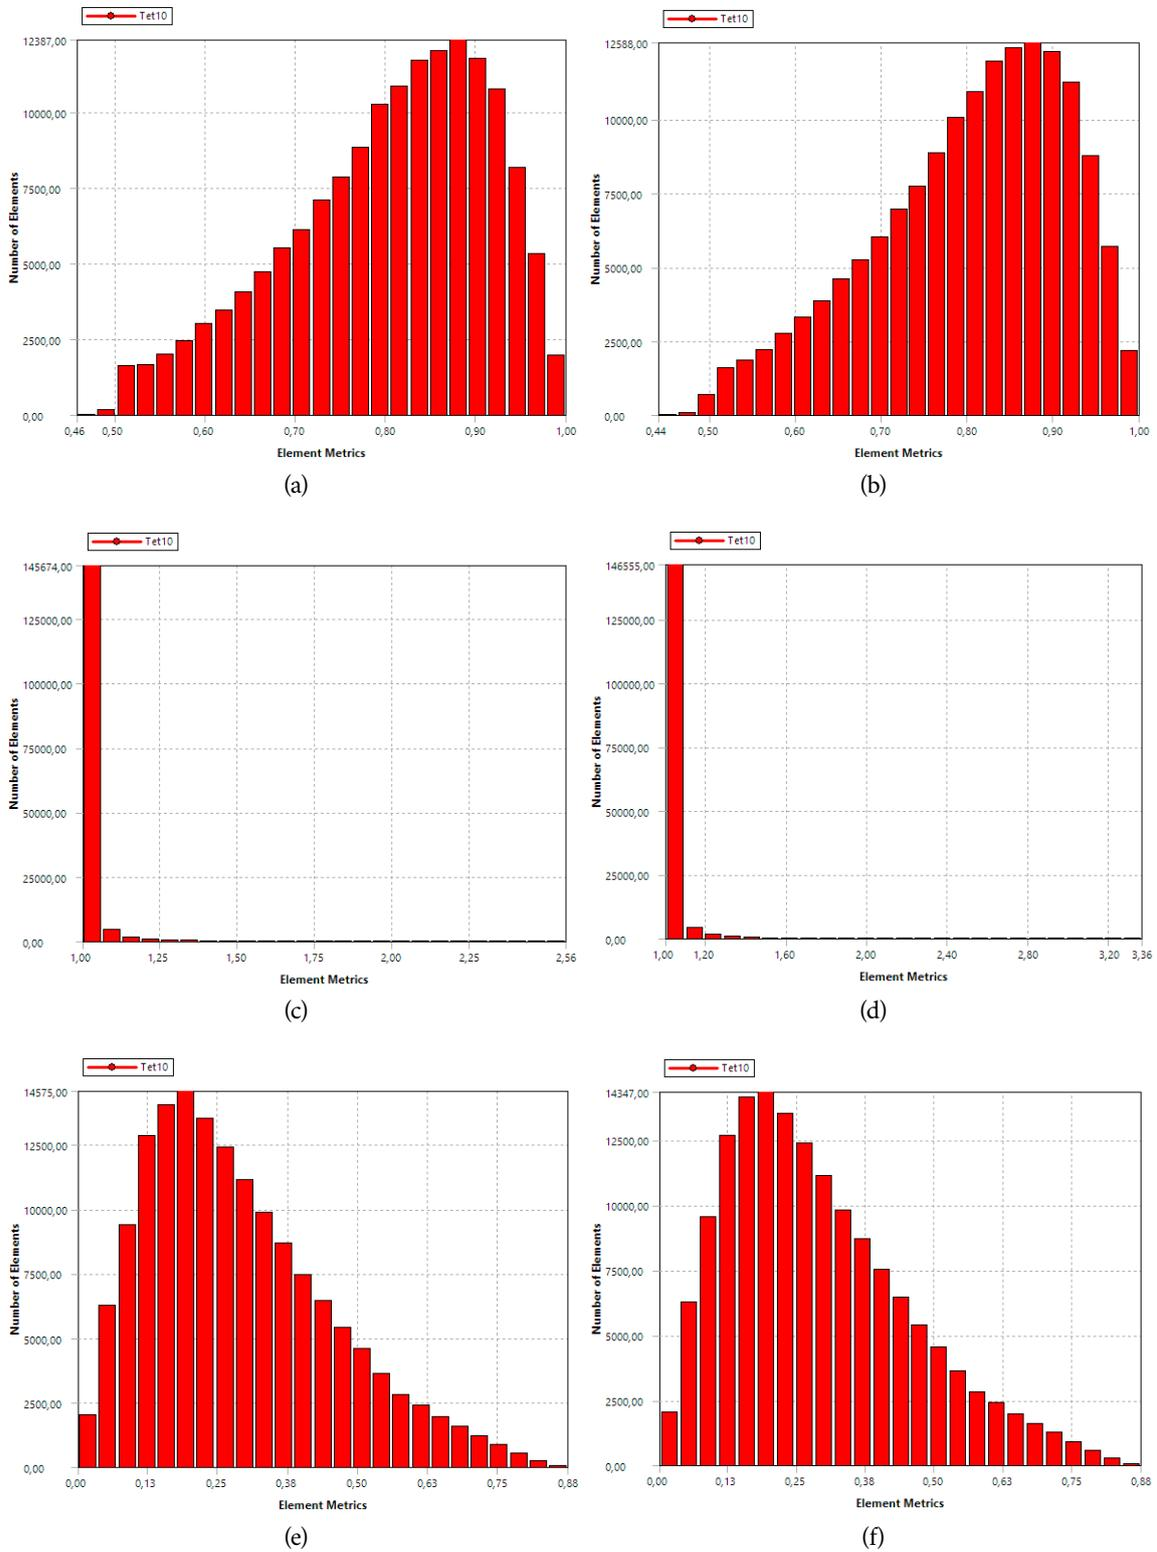 Tet10
12387,00
10000,00
7500,00
5000,00
2500,00
0,00
Number of Elements
0,46 0,50 0,60 0,70 0,80 0,90 1,00
Element Metrics
(a)
Tet10
12588,00
10000,00
7500,00
5000,00
2500,00
0,00
Number of Elements
0,44 0,50 0,60 0,70 0,80 0,90 1,00
Element Metrics
(b)
Tet10
145674,00
125000,00
100000,00
75000,00
50000,00
25000,00
0,00
Number of Elements
1,00 1,25 1,50 1,75 2,00 2,25 2,56
Element Metrics
(c)
Tet10
146555,00
125000,00
100000,00
75000,00
50000,00
25000,00
0,00
Number of Elements
1,00 1,20 1,60 2,00 2,40 2,80 3,20 3,36
Element Metrics
(d)
Tet10
14575,00
12500,00
10000,00
7500,00
5000,00
2500,00
0,00
Number of Elements
0,00 0,13 0,25 0,38 0,50 0,63 0,75 0,88
Element Metrics
(e)
Tet10
14347,00
12500,00
10000,00
7500,00
5000,00
2500,00
0,00
Number of Elements
0,00 0,13 0,25 0,38 0,50 0,63 0,75 0,88
Element Metrics
(f)